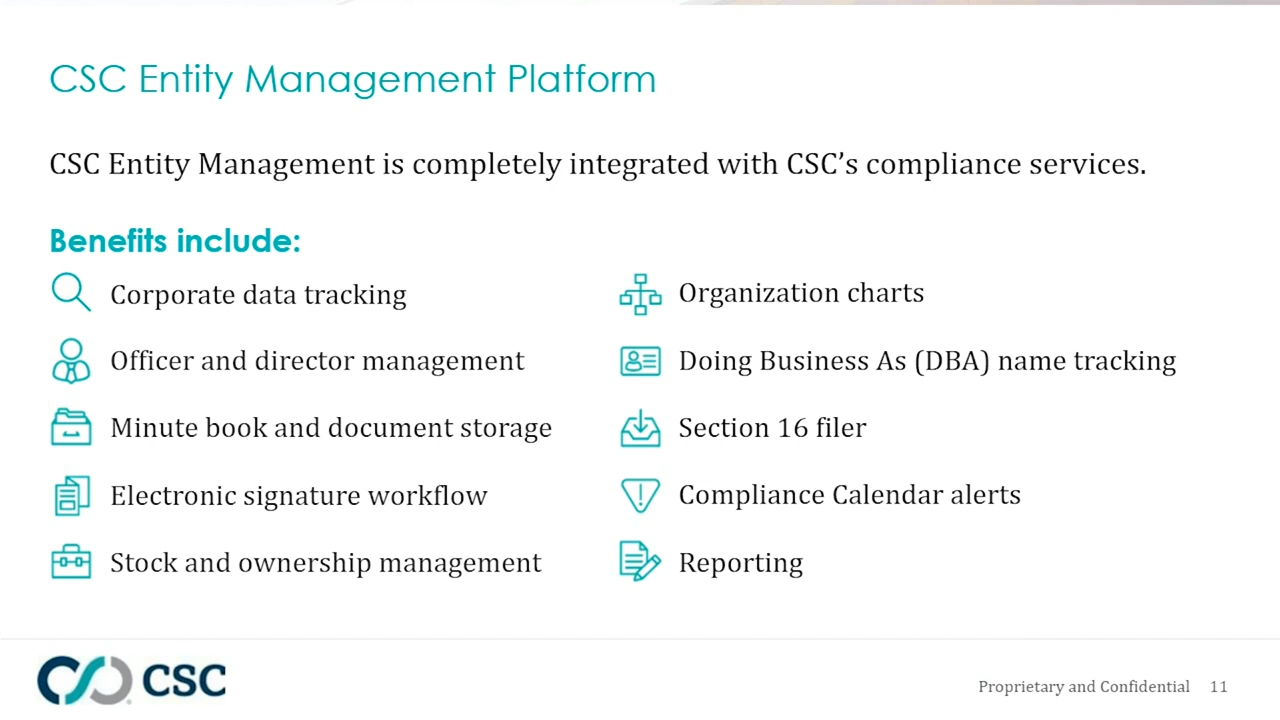 CSC Entity Management Platform
CSC Entity Management is completely integrated with CSC’s compliance services.
Benefits include:
Corporate data tracking
Officer and director management
Minute book and document storage
Electronic signature workflow
Stock and ownership management
Organization charts
Doing Business As (DBA) name tracking
Section 16 filer
Compliance Calendar alerts
Reporting
CSC
Proprietary and Confidential 11